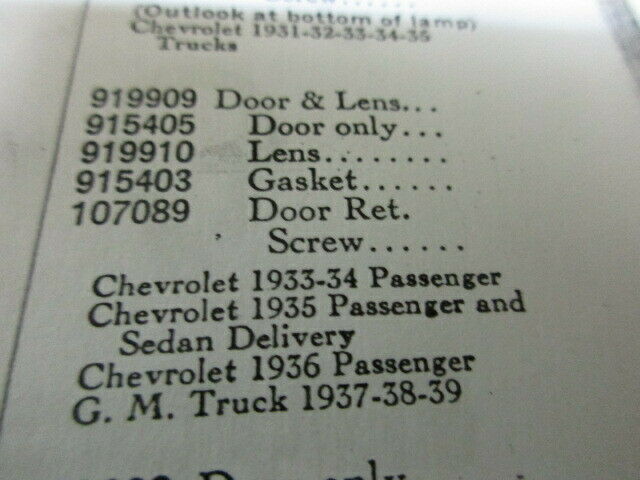 (Outlook at bottom of lamp)
Chevrolet 1931-32-33-34-35
Trucks
919909 Door & Lens...
915405 Door only...
919910 Lens........
915403 Gasket......
107089 Door Ret.
Screw......
Chevrolet 1933-34 Passenger
Chevrolet 1935 Passenger and
Sedan Delivery
Chevrolet 1936 Passenger
G. M. Truck 1937-38-39
Door only